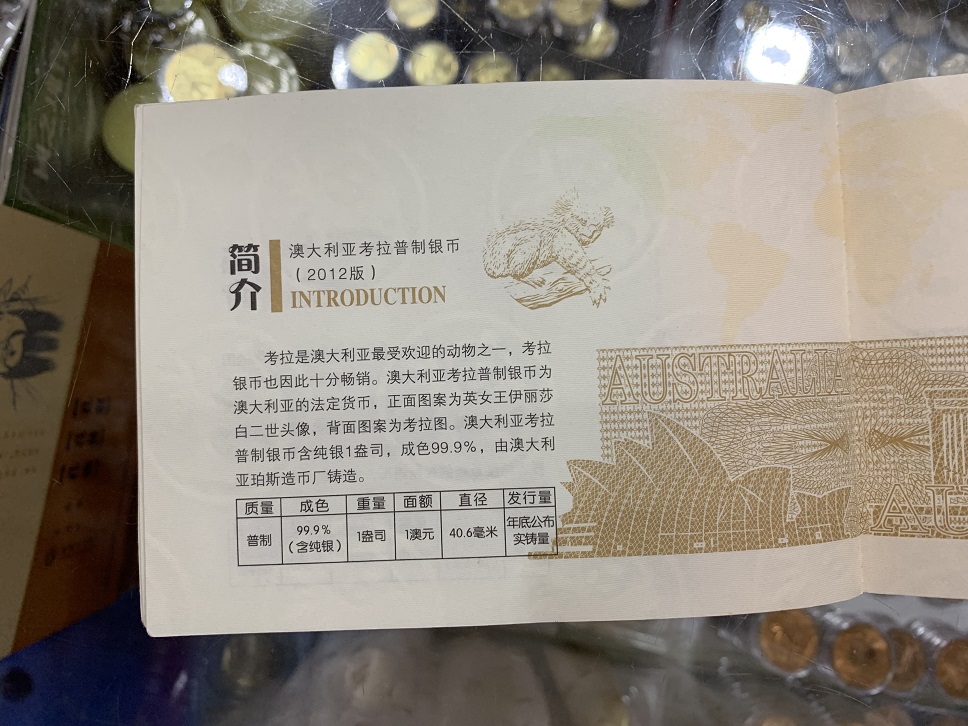 简介
澳大利亚考拉普制银币
（2012版）
INTRODUCTION
考拉是澳大利亚最受欢迎的动物之一，考拉
银币也因此十分畅销。澳大利亚考拉普制银币为
澳大利亚的法定货币，正面图案为英女王伊丽莎
白二世头像，背面图案为考拉图。澳大利亚考拉
普制银币含纯银1盎司，成色99.9%，由澳大利
亚珀斯造币厂铸造。
质量 成色 重量 面额 直径 发行量
普制 99.9%（含纯银） 1盎司 1澳元 40.6毫米 年底公布实铸量
AUSTRALIA
AU